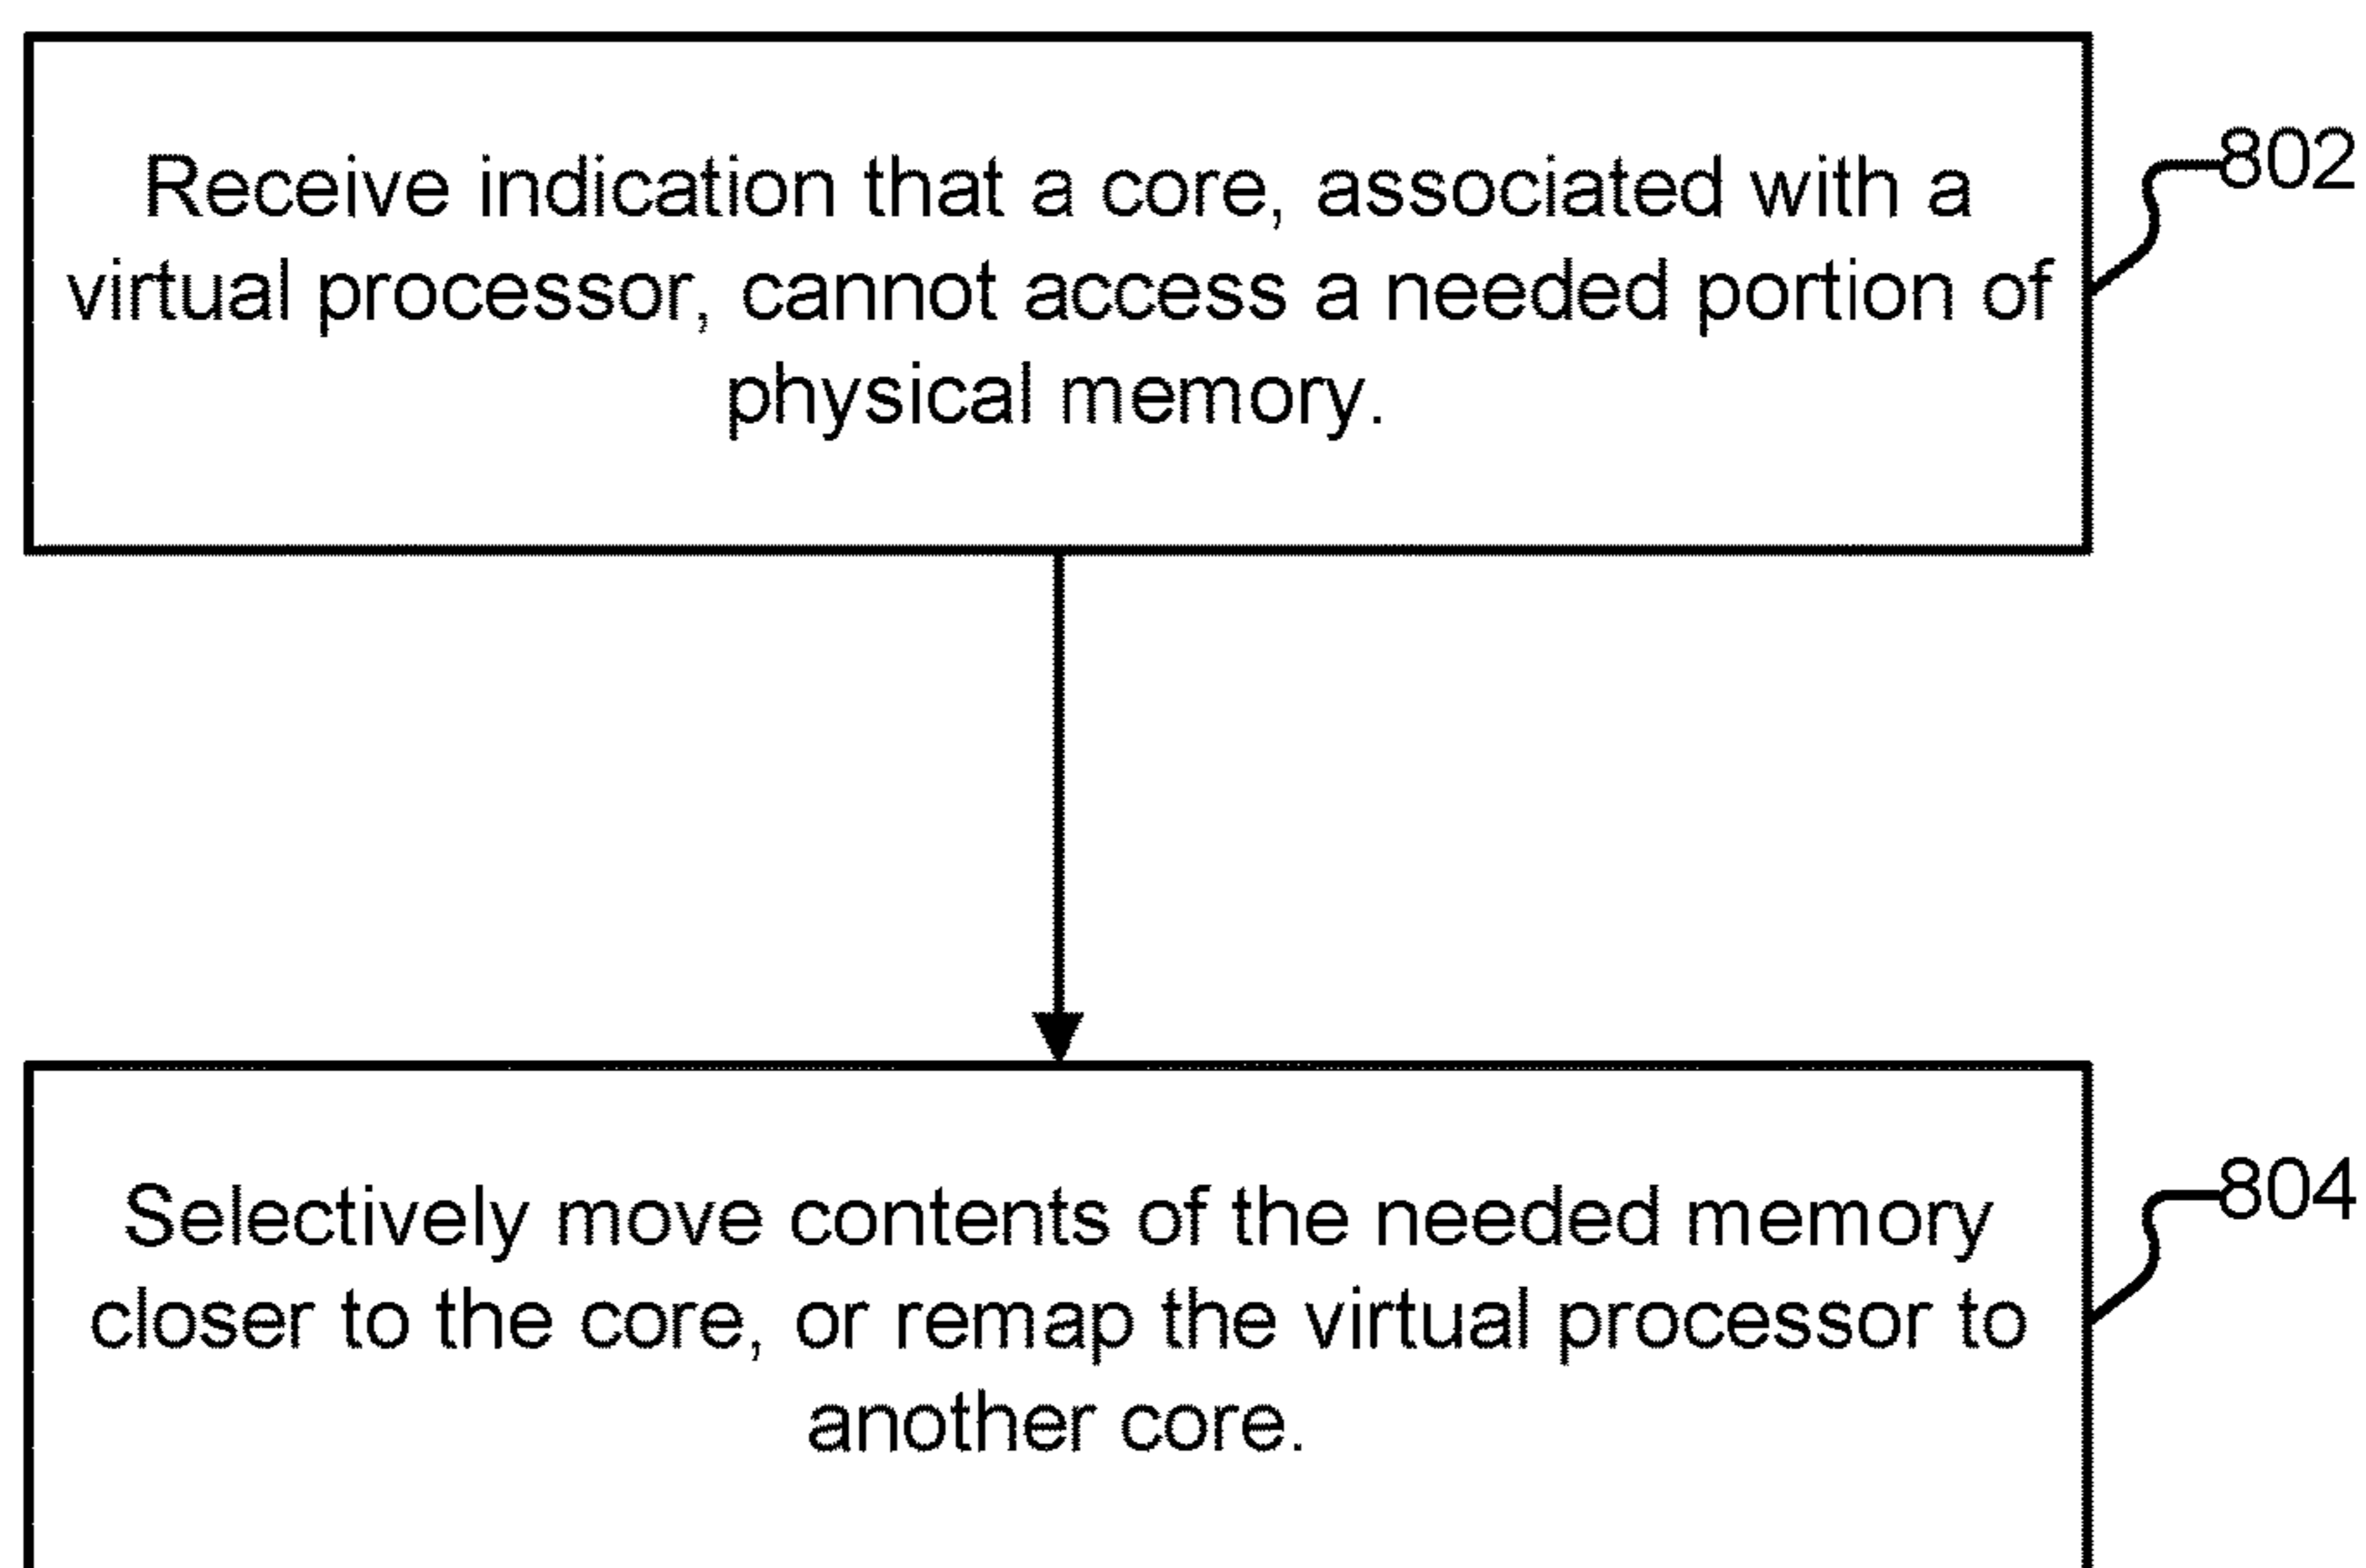 Receive indication that a core, associated with a
virtual processor, cannot access a needed portion of
physical memory.
802
Selectively move contents of the needed memory
closer to the core, or remap the virtual processor to
another core.
804